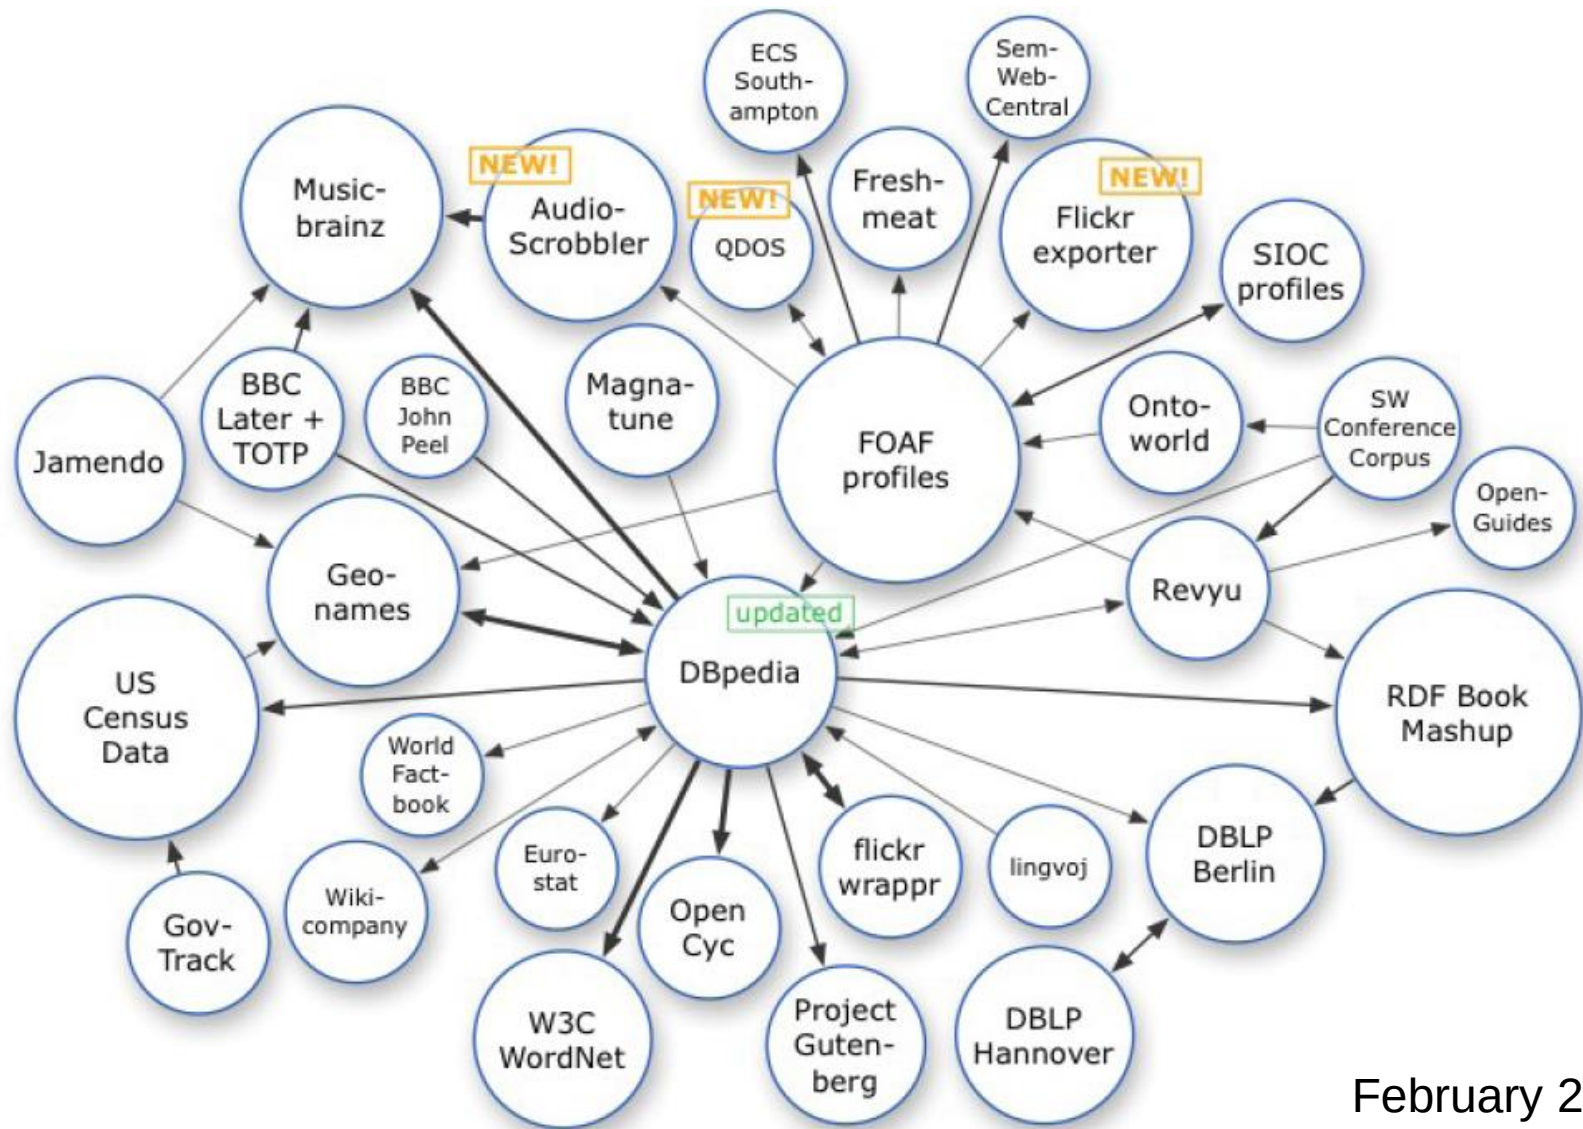 ECS
South-
ampton
Sem-
Web-
Central
NEW!
Music-
brainz
Audio-
Scrobbler
NEW!
QDOS
Fresh-
meat
NEW!
Flickr
exporter
SIOC
profiles
Jamendo
BBC
Later +
TOTP
BBC
John
Peel
Magna-
tune
FOAF
profiles
Onto-
world
SW
Conference
Corpus
Open-
Guides
Geo-
names
Revyu
updated
DBpedia
US
Census
Data
RDF Book
Mashup
World
Fact-
book
Euro-
stat
flickr
wrappr
lingvoj
DBLP
Berlin
Wiki-
company
Open
Cyc
Gov-
Track
W3C
WordNet
Project
Guten-
berg
DBLP
Hannover
February 2